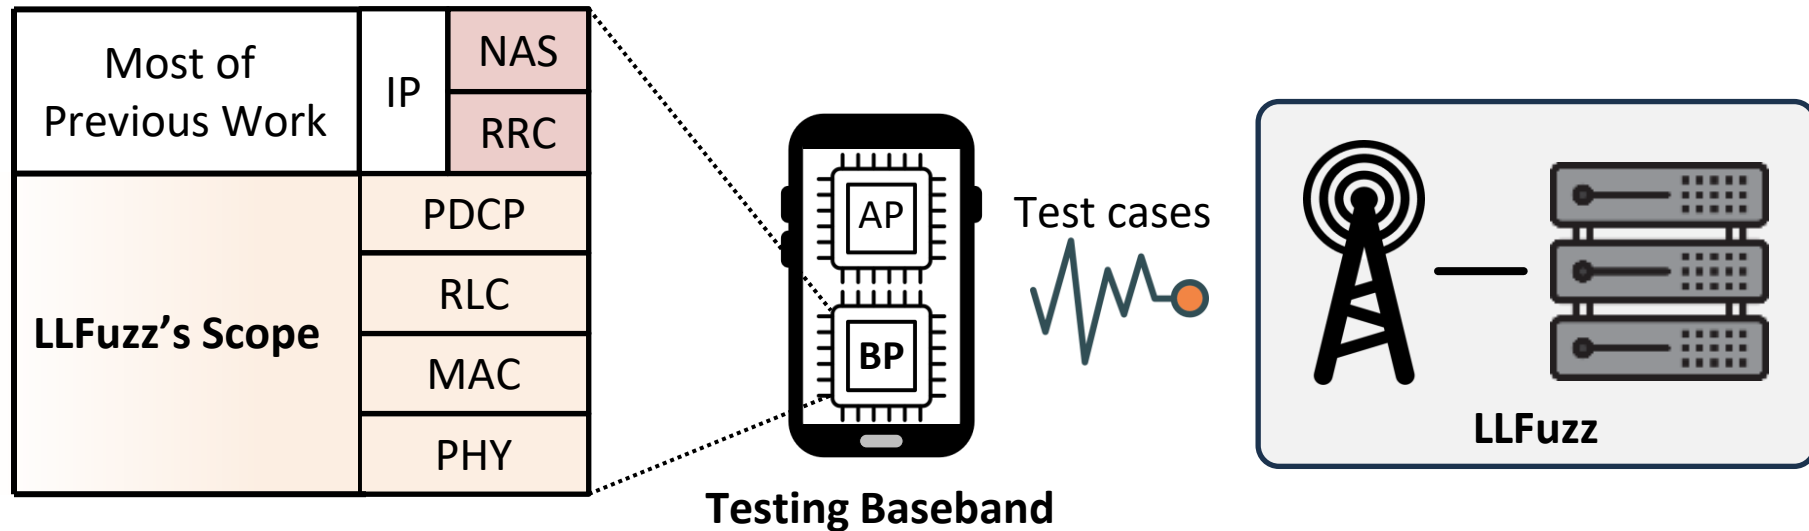 Most of
Previous Work
IP
NAS
RRC
LLFuzz’s Scope
PDCP
RLC
MAC
PHY
AP
BP
Testing Baseband
Test cases
LLFuzz